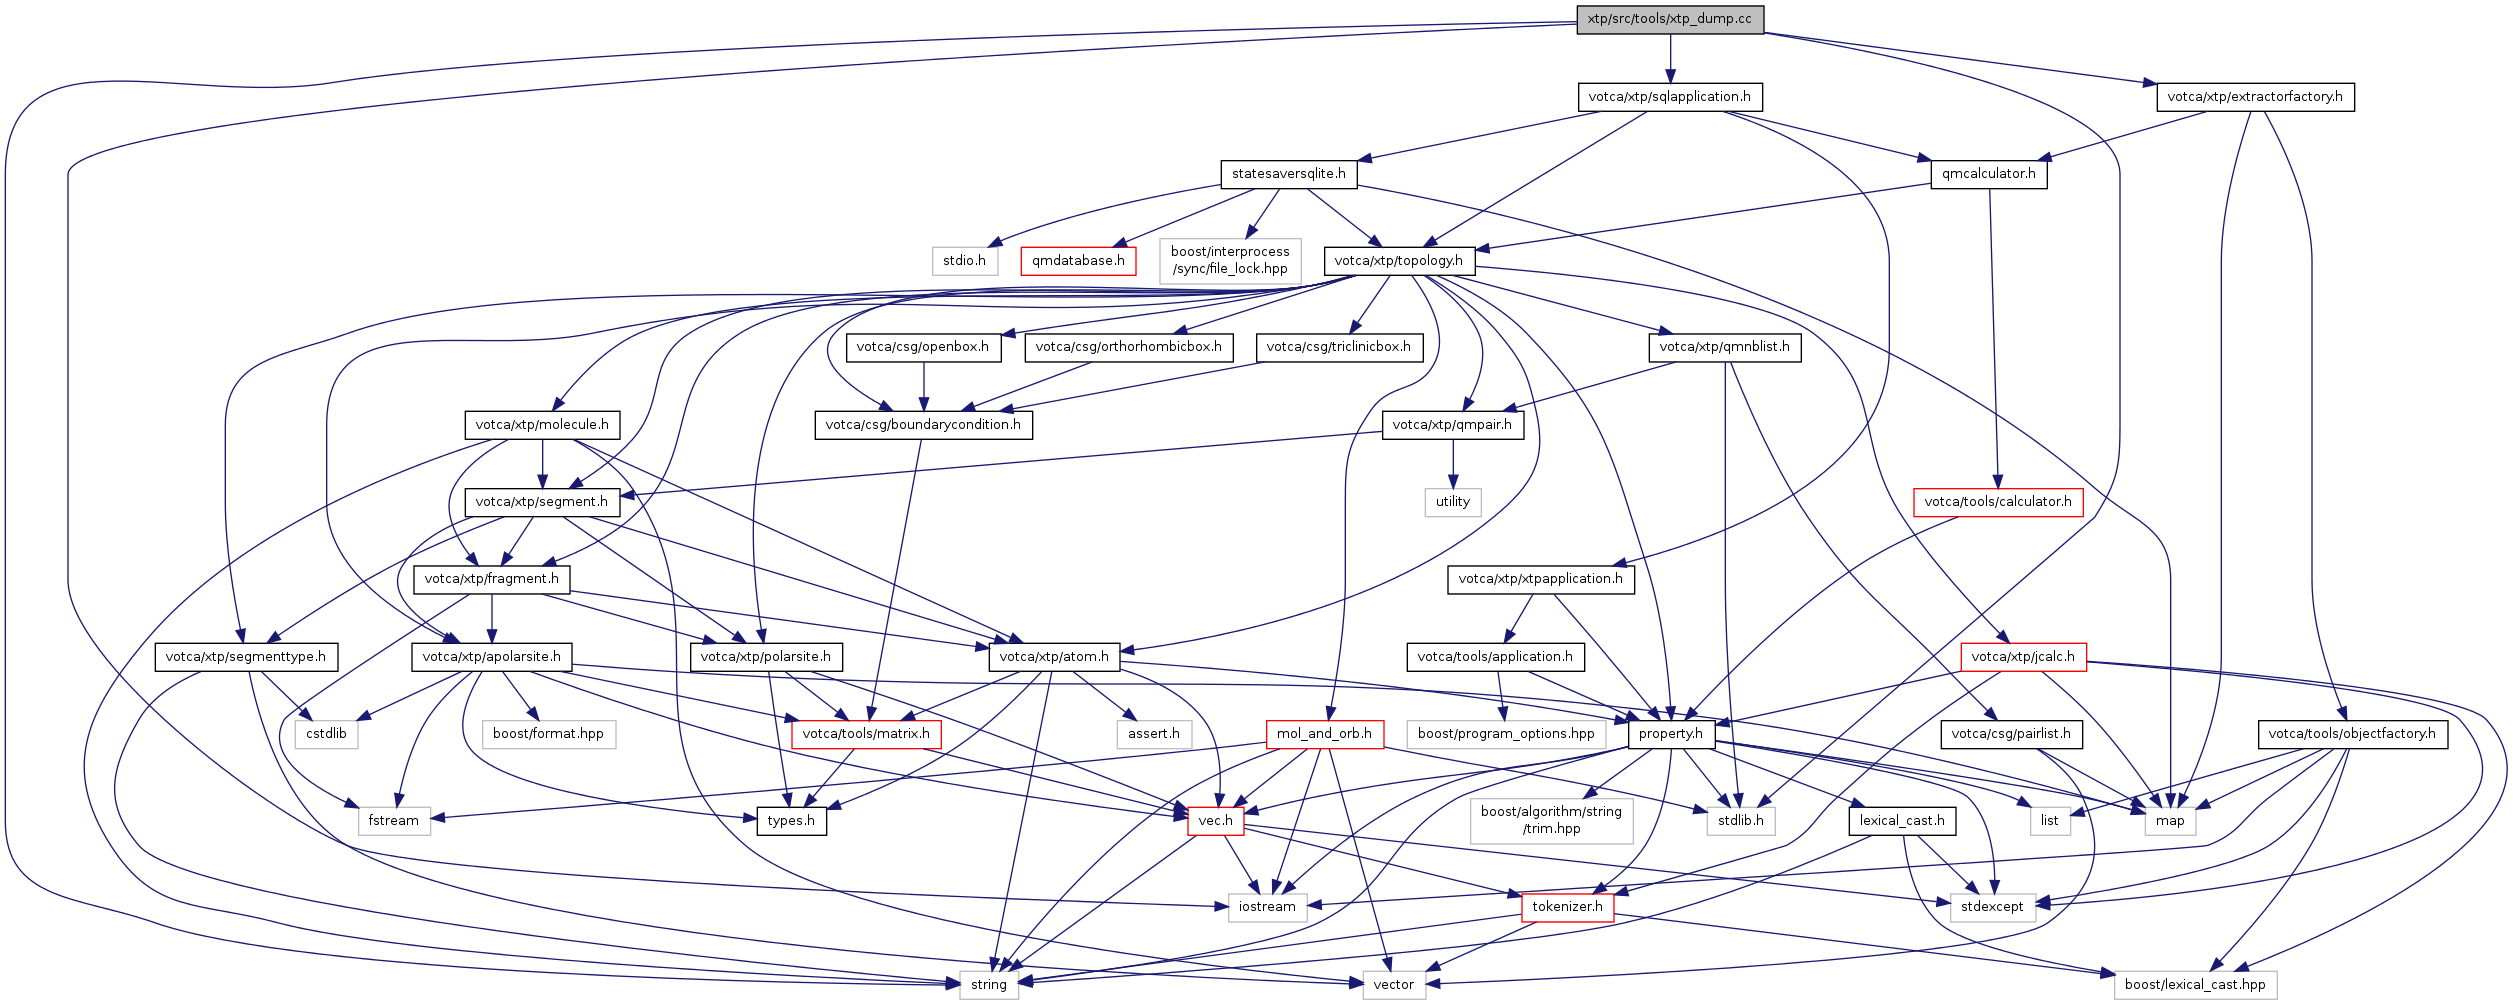 xtp/src/tools/xtp_dump.cc
votca/xtp/sqlapplication.h
votca/xtp/extractorfactory.h
statesaversqlite.h
qmcalculator.h
stdio.h
qmdatabase.h
boost/interprocess
/sync/file_lock.hpp
votca/xtp/topology.h
votca/csg/openbox.h
votca/csg/orthorhombicbox.h
votca/csg/triclinicbox.h
votca/xtp/qmnblist.h
votca/xtp/molecule.h
votca/csg/boundarycondition.h
votca/xtp/qmpair.h
votca/xtp/segment.h
utility
votca/tools/calculator.h
votca/xtp/fragment.h
votca/xtp/xtpapplication.h
votca/xtp/segmenttype.h
votca/xtp/apolarsite.h
votca/xtp/polarsite.h
votca/xtp/atom.h
votca/tools/application.h
votca/xtp/jcalc.h
cstdlib
boost/format.hpp
votca/tools/matrix.h
assert.h
mol_and_orb.h
boost/program_options.hpp
property.h
votca/csg/pairlist.h
votca/tools/objectfactory.h
fstream
types.h
vec.h
boost/algorithm/string
/trim.hpp
stdlib.h
lexical_cast.h
list
map
iostream
tokenizer.h
stdexcept
string
vector
boost/lexical_cast.hpp